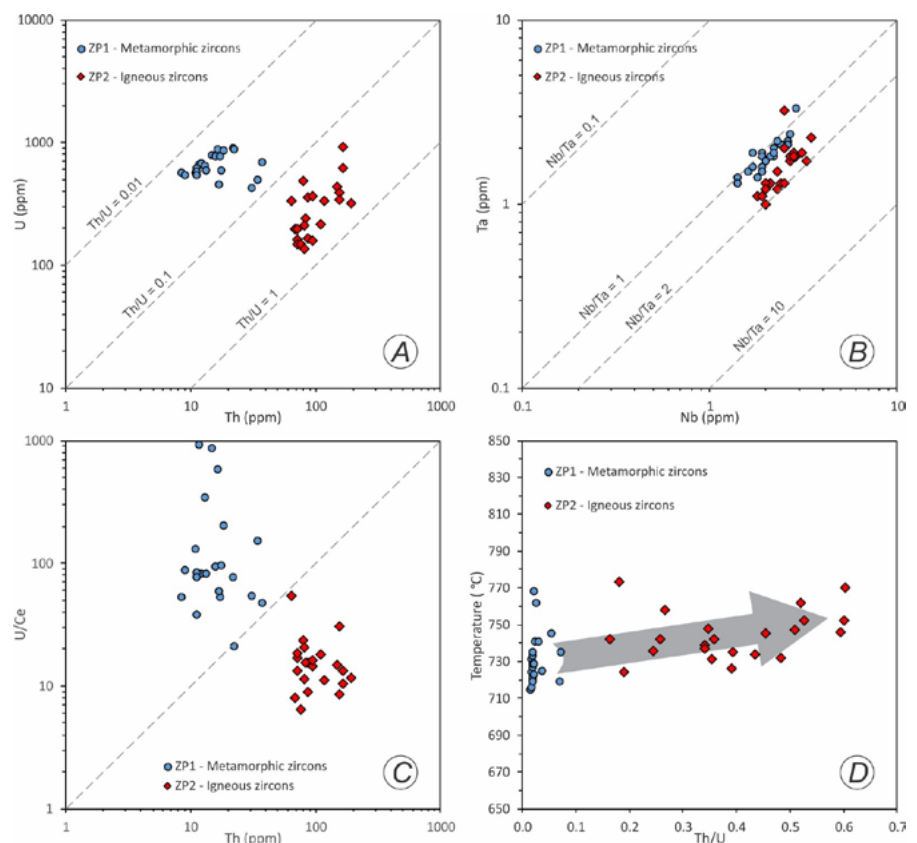 10000
1000
100
10
U (ppm)
ZP1 - Metamorphic zircons
ZP2 - Igneous zircons
Th/U = 0.01
Th/U = 0.1
Th/U = 1
A
1
10
100
1000
Th (ppm)
10
1
0.1
Ta (ppm)
ZP1 - Metamorphic zircons
ZP2 - Igneous zircons
Nb/Ta = 0.1
Nb/Ta = 1
Nb/Ta = 2
Nb/Ta = 10
B
0.1
1
10
Nb (ppm)
1000
100
10
1
U/Ce
ZP1 - Metamorphic zircons
ZP2 - Igneous zircons
C
1
10
100
1000
Th (ppm)
850
830
810
790
770
750
730
710
690
670
650
Temperature ( °C)
ZP1 - Metamorphic zircons
ZP2 - Igneous zircons
D
0.0
0.1
0.2
0.3
0.4
0.5
0.6
0.7
Th/U